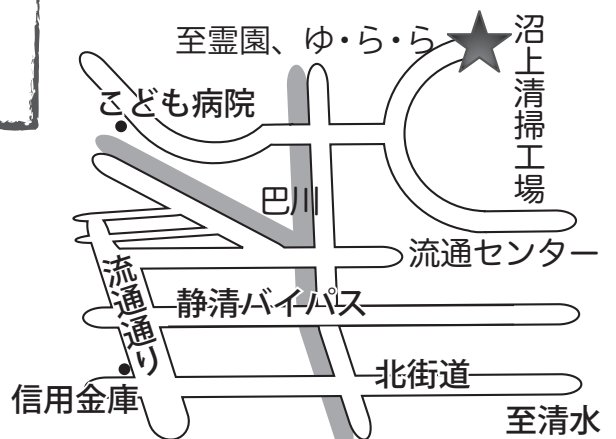 至霊園、ゆ・ら・ら
沼上清掃工場
こども病院
巴川
流通センター
流通通り
静清バイパス
北街道
信用金庫
至清水